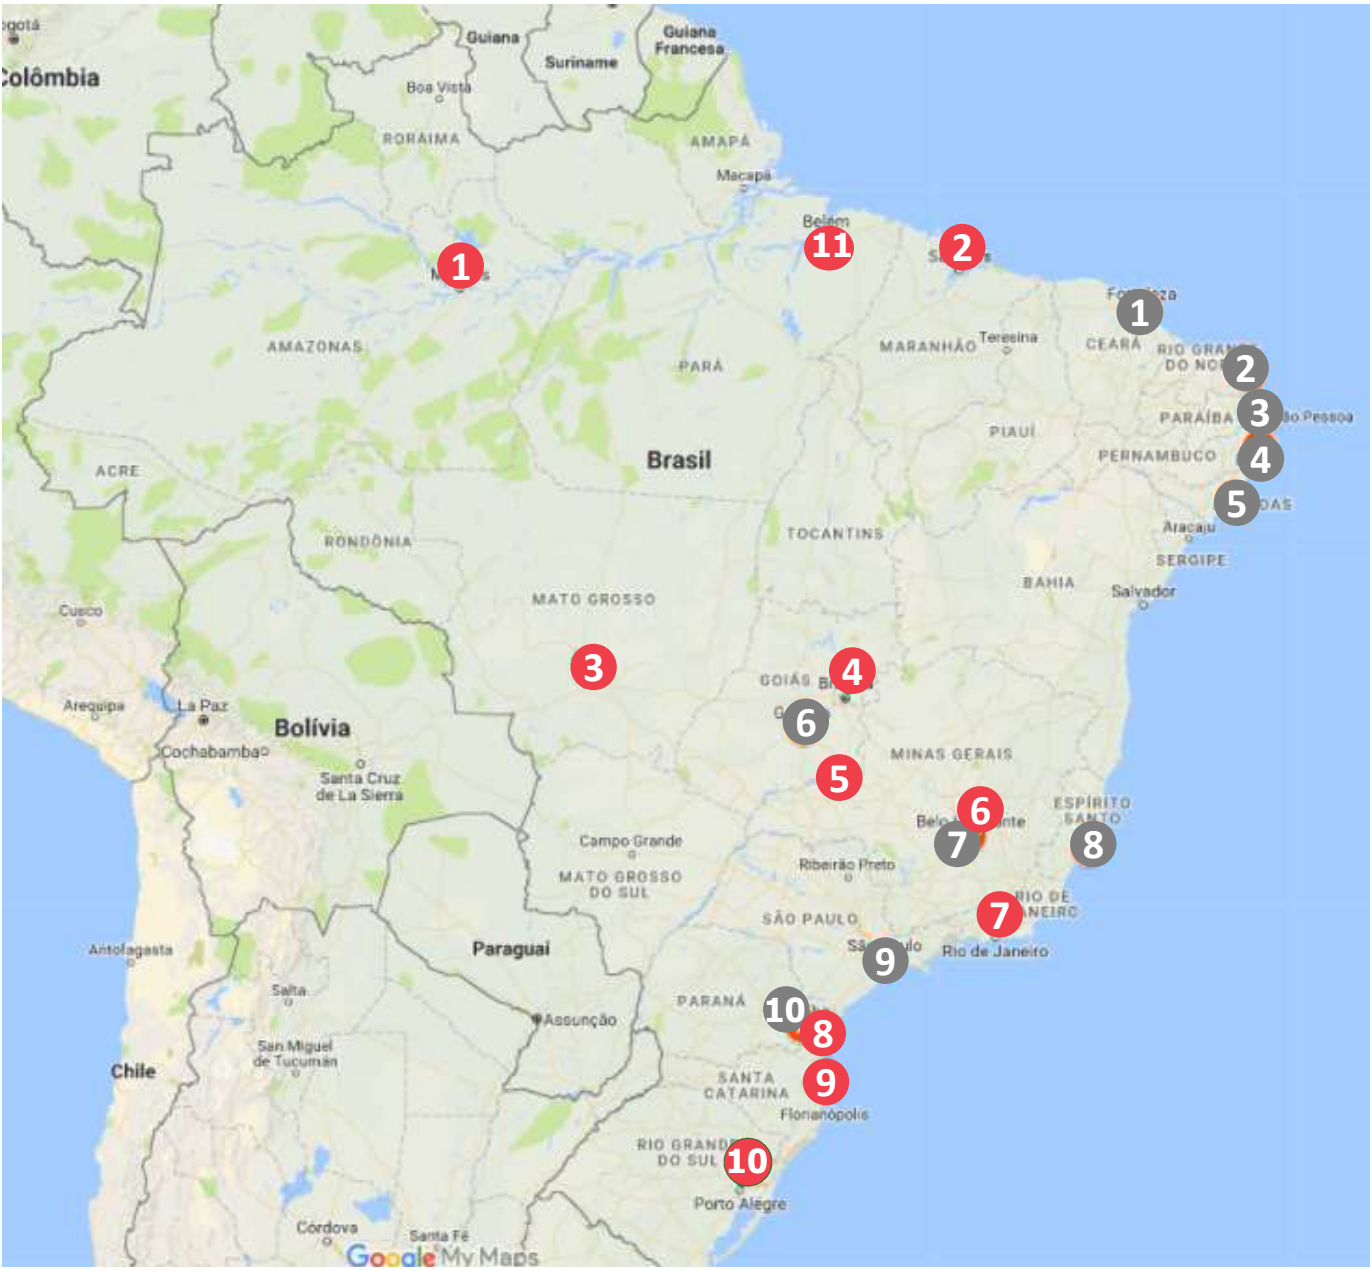 Guiana
Guiana
Francesa
Suriname
Colômbia
Boa Vista
RORAIMA
AMAPÁ
Macapá
Belém
11
2
1
1
AMAZONAS
PARÁ
MARANHÃO
Teresina
CEARÁ
RIO GRANDE
2
3
PARAÍBA
PIAUÍ
Brasil
PERNAMBUCO
4
ACRE
5
Aracaju
TOCANTINS
RONDÔNIA
SERGIPE
BAHIA
Salvador
MATO GROSSO
Cusco
3
4
GOIÁS
6
Arequipa
La Paz
Bolívia
Cochabamba
MINAS GERAIS
5
Santa Cruz
de La Sierra
6
ESPÍRITO
SANTO
7
8
Campo Grande
Ribeirão Preto
MATO GROSSO
DO SUL
RIO DE
7
SÃO PAULO
Rio de Janeiro
9
Antofagasta
Paraguai
Salta
PARANÁ
10
Assunção
8
San Miguel
de Tucumán
Chile
SANTA
CATARINA
9
Florianópolis
RIO GRANDE
DO SUL
10
Porto Alegre
Córdova
Santa Fé
Google My Maps